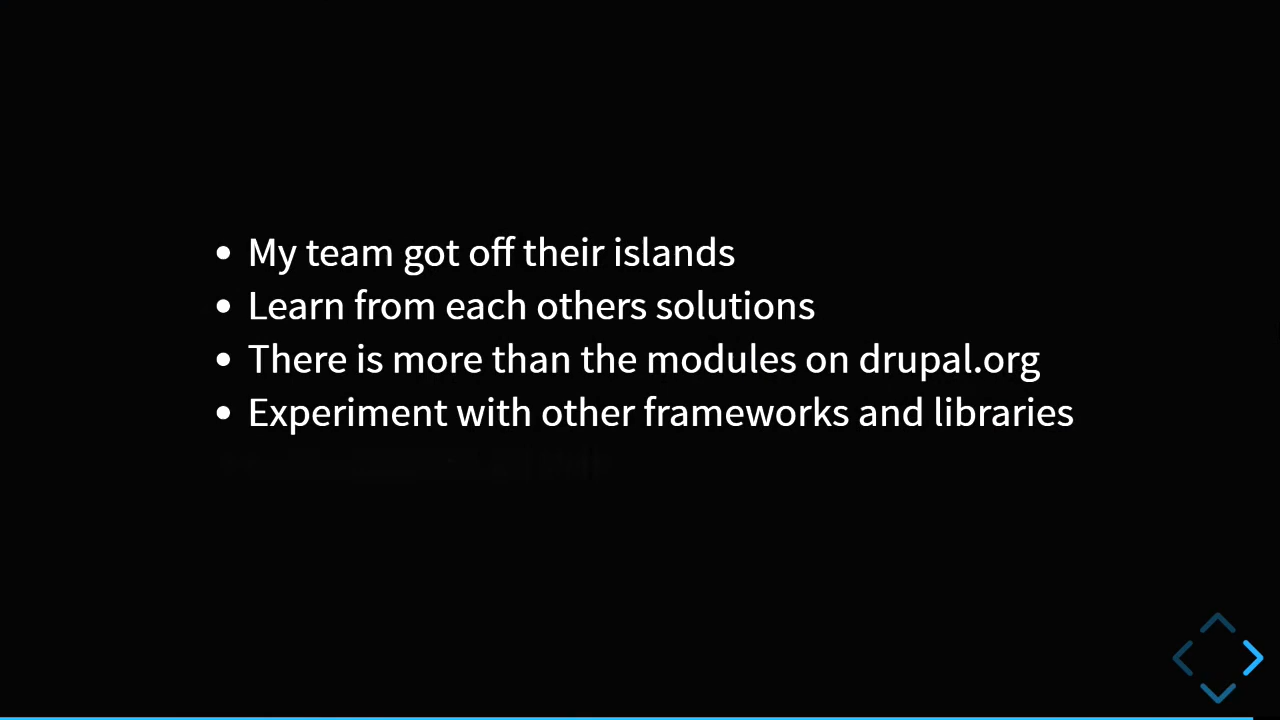 • My team got off their islands
• Learn from each others solutions
• There is more than the modules on drupal.org
• Experiment with other frameworks and libraries